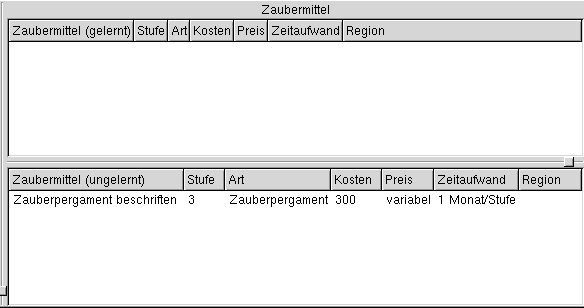 Zaubermittel
Zaubermittel (gelernt) Stufe Art Kosten Preis Zeitaufwand Region
Zaubermittel (ungelernt) Stufe Art Kosten Preis Zeitaufwand Region
Zauberpergament beschriften 3 Zauberpergament 300 variabel 1 Monat/Stufe